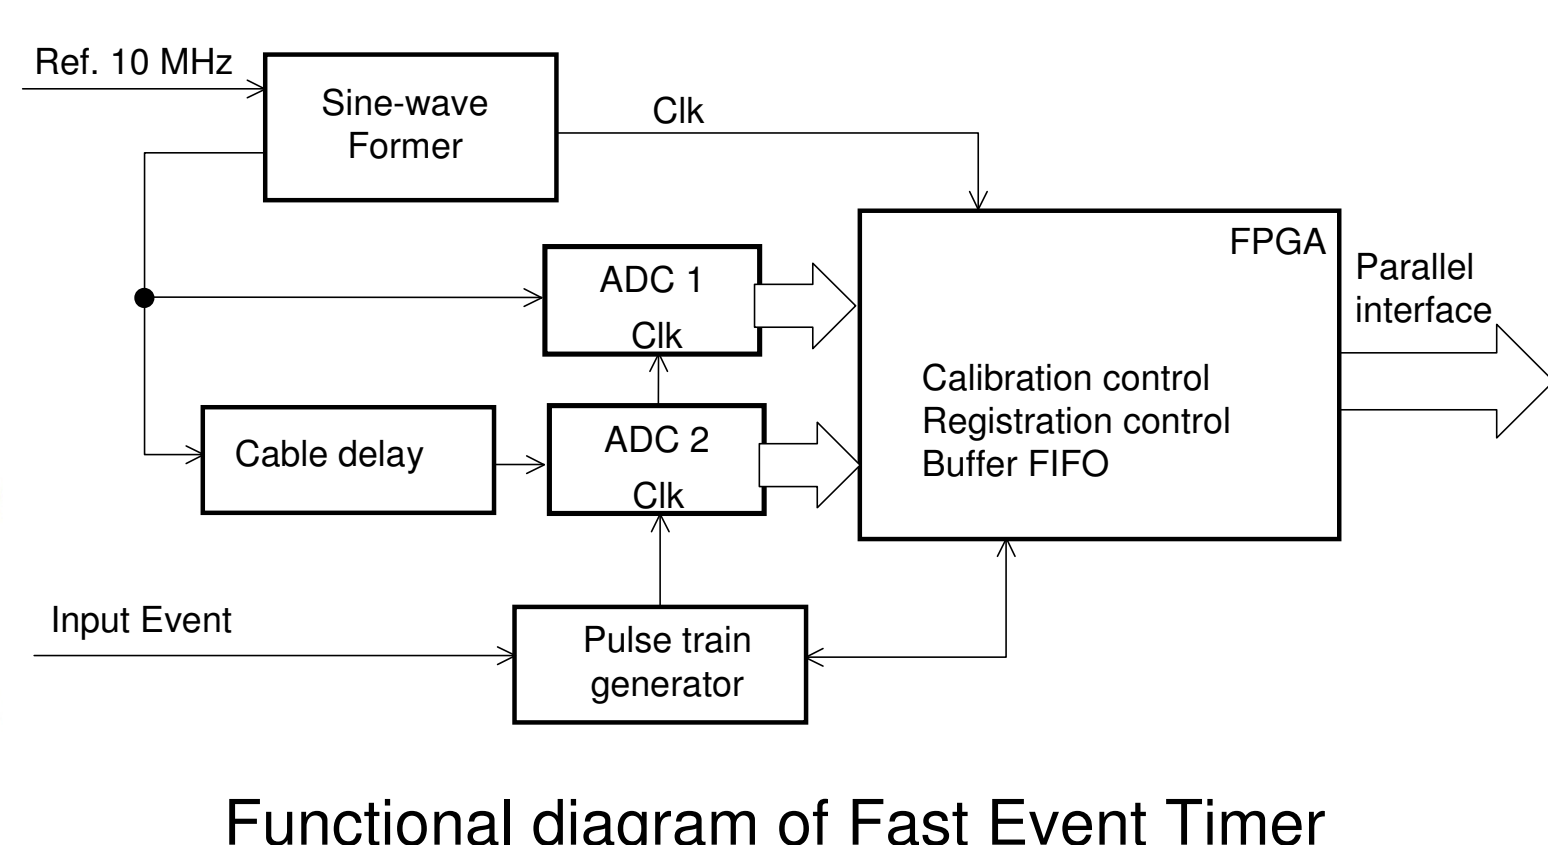 Ref. 10 MHz
Sine-wave
Former
Clk
FPGA
ADC 1
Clk
Parallel
interface
Calibration control
Registration control
Buffer FIFO
Cable delay
ADC 2
Clk
Input Event
Pulse train
generator
Functional diagram of Fast Event Timer